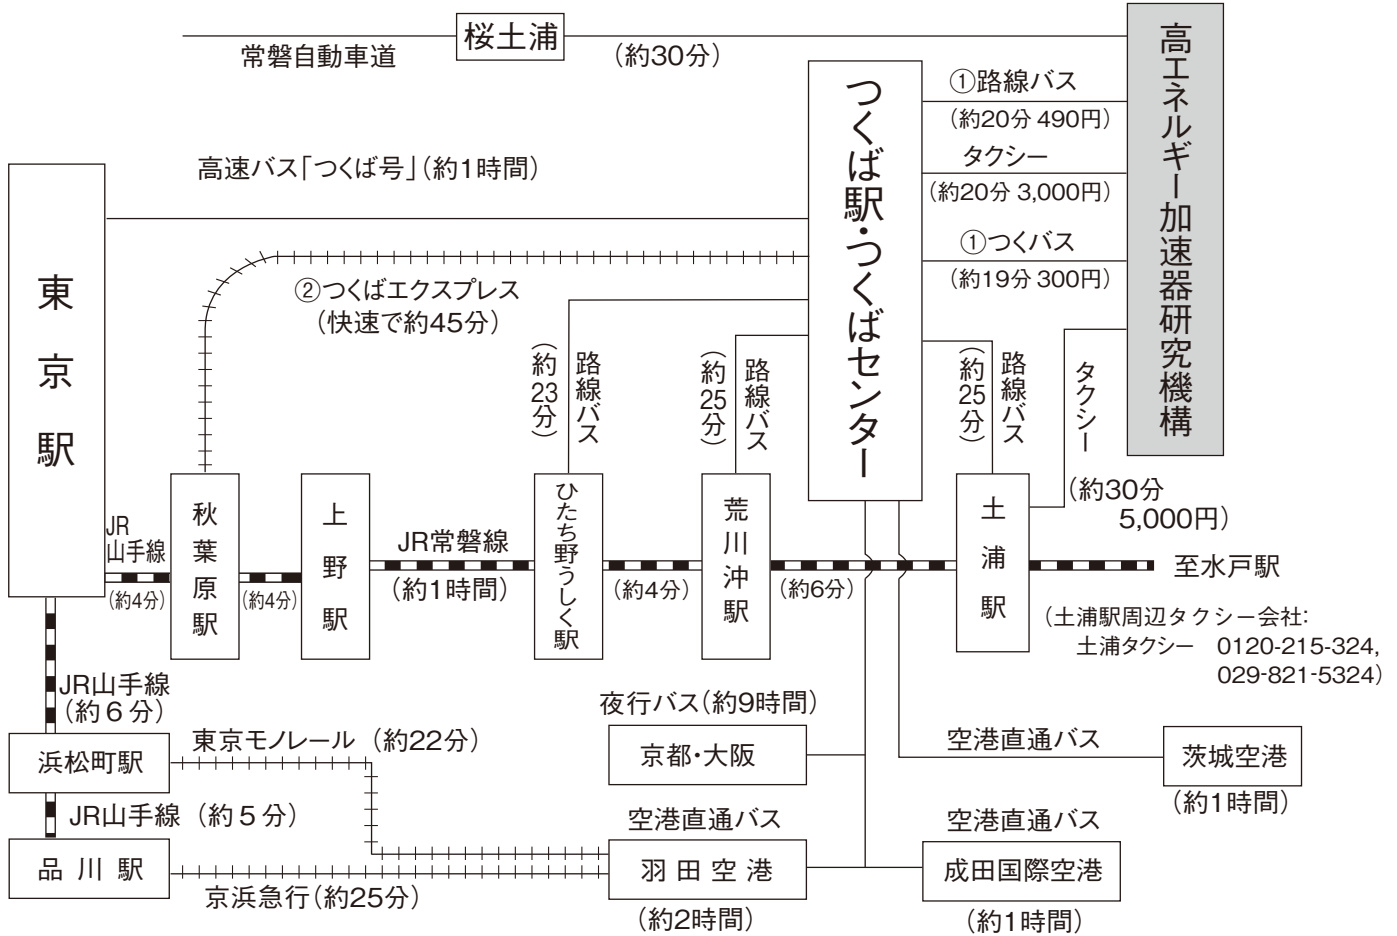 桜土浦
常磐自動車道
(約30分)
高エネルギー加速器研究機構
つくば駅・つくばセンター
①路線バス
(約20分 490円)
タクシー
(約20分 3,000円)
①つくバス
(約19分 300円)
高速バス「つくば号」(約1時間)
東京駅
②つくばエクスプレス
(快速で約45分)
路線バス
(約23分)
路線バス
(約25分)
路線バス
(約25分)
タクシー
(約30分
5,000円)
JR
山手線
(約4分)
秋葉原駅
(約4分)
上野駅
JR常磐線
(約1時間)
ひたち野うしく駅
(約4分)
荒川沖駅
(約6分)
土浦駅
至水戸駅
(土浦駅周辺タクシー会社:
土浦タクシー 0120-215-324,
029-821-5324)
JR山手線
(約6分)
浜松町駅
東京モノレール (約22分)
JR山手線 (約5分)
品川駅
京浜急行(約25分)
夜行バス(約9時間)
京都・大阪
空港直通バス
羽田空港
(約2時間)
空港直通バス
茨城空港
(約1時間)
空港直通バス
成田国際空港
(約1時間)